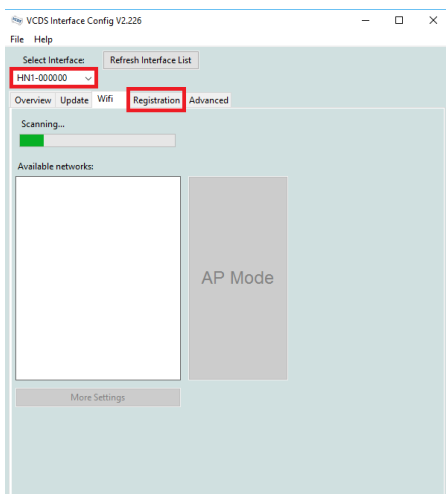 VCDS Interface Config V2.226
File Help
Select Interface: Refresh Interface List
HN1-000000
Overview Update Wifi Registration Advanced
Scanning...
Available networks:
AP Mode
More Settings